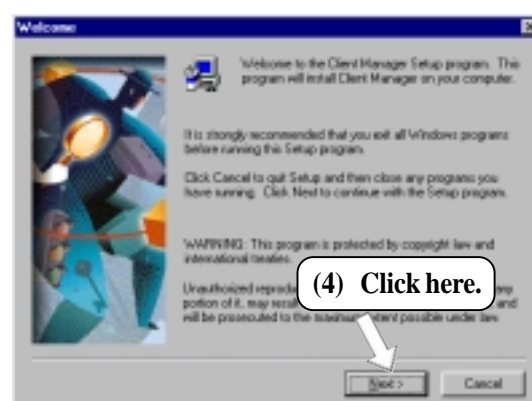 Welcome
Welcome to the Client Manager Setup program. This
program will install Client Manager on your computer.
It is strongly recommended that you exit all Windows programs
before running this Setup program.
Click Cancel to quit Setup and then close any programs you
have running. Click Next to continue with the Setup program.
WARNING: This program is protected by copyright law and
international treaties.
Unauthorized any
portion of it, may and
will be prosecuted to the maximum extent possible under law.
(4) Click here.
Next >
Cancel